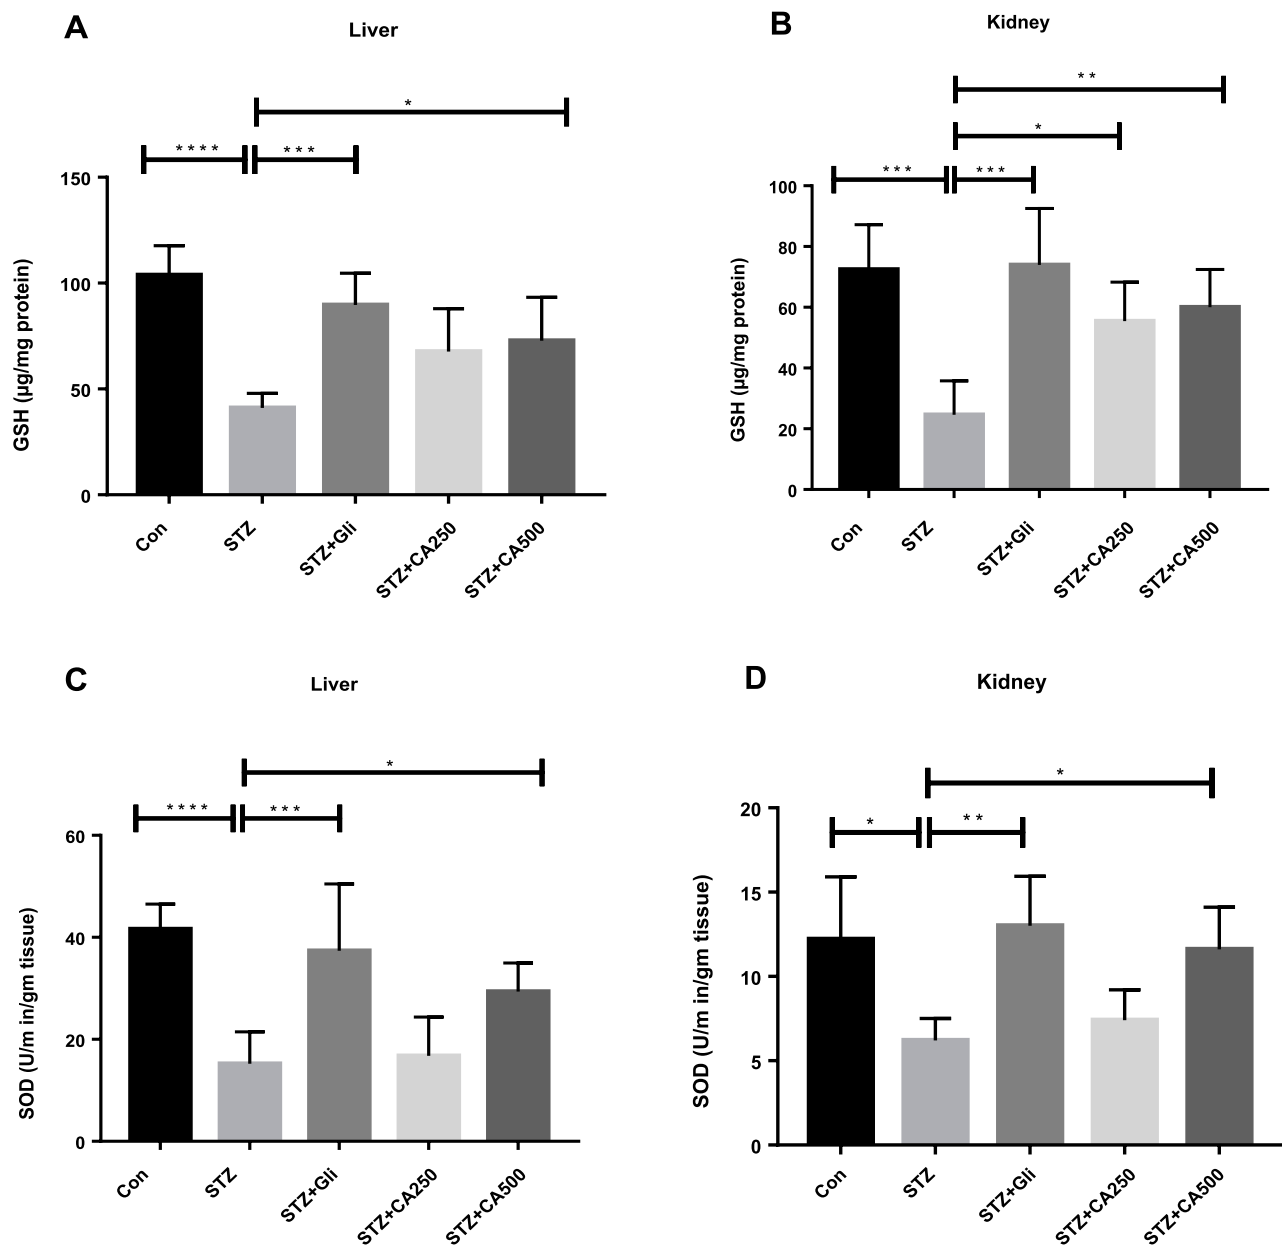 A
Liver
*
**** ***
150
100
50
0
GSH (µg/mg protein)
Con
STZ
STZ+Gli
STZ+CA250
STZ+CA500
B
Kidney
**
*
*** ***
100
80
60
40
20
0
GSH (µg/mg protein)
Con
STZ
STZ+Gli
STZ+CA250
STZ+CA500
C
Liver
*
**** ***
60
40
20
0
SOD (U/m in/gm tissue)
Con
STZ
STZ+Gli
STZ+CA250
STZ+CA500
D
Kidney
*
* **
20
15
10
5
0
SOD (U/m in/gm tissue)
Con
STZ
STZ+Gli
STZ+CA250
STZ+CA500